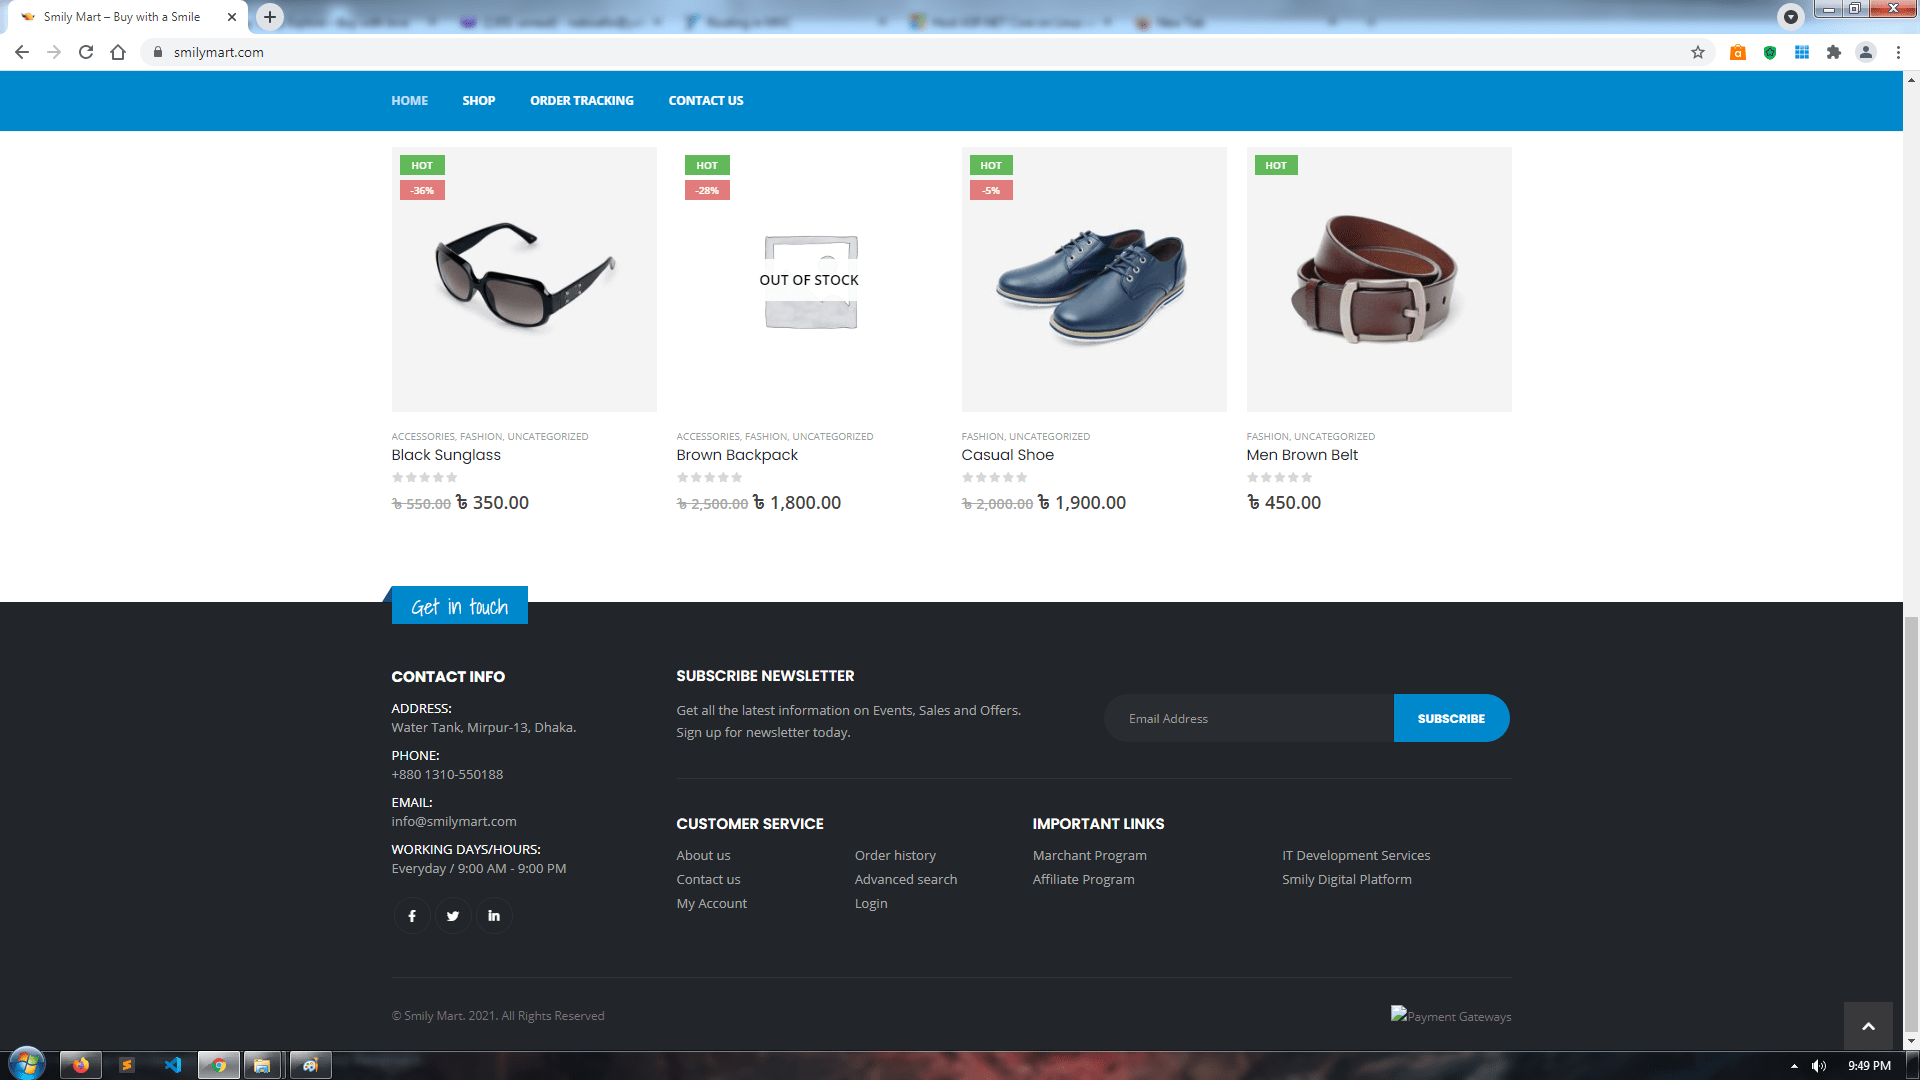 Smily Mart – Buy with a Smile
smilymart.com
HOME SHOP ORDER TRACKING CONTACT US
HOT HOT HOT HOT
-36% -28% -5%
OUT OF STOCK
ACCESSORIES, FASHION, UNCATEGORIZED ACCESSORIES, FASHION, UNCATEGORIZED FASHION, UNCATEGORIZED FASHION, UNCATEGORIZED
Black Sunglass Brown Backpack Casual Shoe Men Brown Belt
৳ 550.00 ৳ 350.00 ৳ 2,500.00 ৳ 1,800.00 ৳ 2,000.00 ৳ 1,900.00 ৳ 450.00
Get in touch
CONTACT INFO
ADDRESS:
Water Tank, Mirpur-13, Dhaka.
PHONE:
+880 1310-550188
EMAIL:
info@smilymart.com
WORKING DAYS/HOURS:
Everyday / 9:00 AM - 9:00 PM
SUBSCRIBE NEWSLETTER
Get all the latest information on Events, Sales and Offers.
Sign up for newsletter today.
Email Address SUBSCRIBE
CUSTOMER SERVICE
About us Order history
Contact us Advanced search
My Account Login
IMPORTANT LINKS
Marchant Program IT Development Services
Affiliate Program Smily Digital Platform
© Smily Mart. 2021. All Rights Reserved
Payment Gateways
9:49 PM